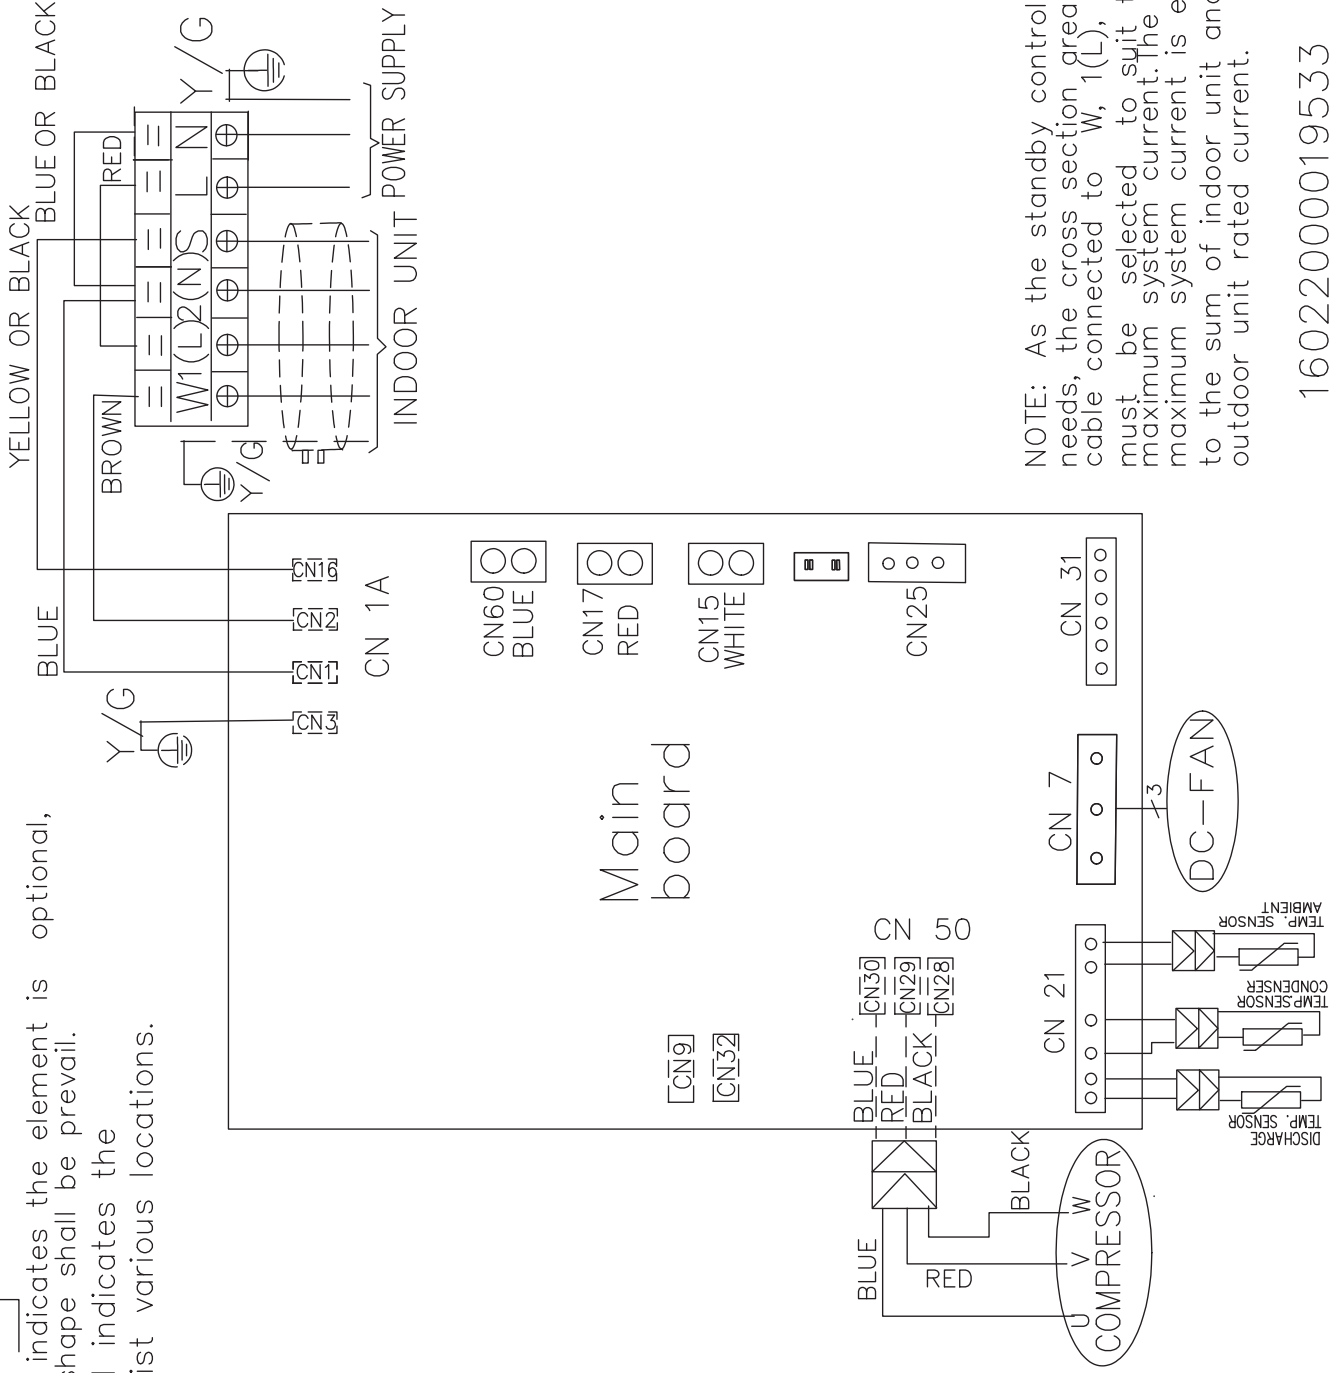 indicates the element is optional,
shape shall be prevail.
indicates the
various locations.
YELLOW OR BLACK
BLUE OR BLACK
RED
BROWN
BLUE
Y/G
Y/G
Y/G
W 1(L) 2(N) S L N
POWER SUPPLY
INDOOR UNIT
CN16
CN2
CN1
CN3
CN 1A
CN60
BLUE
CN17
RED
CN15
WHITE
CN25
CN 31
Main
board
CN 7
3
DC-FAN
CN9
CN32
CN 50
CN30
CN29
CN28
BLUE
RED
BLACK
BLUE
RED
BLACK
U V W
COMPRESSOR
CN 21
DISCHARGE
TEMP. SENSOR
CONDENSER
TEMP.SENSOR
AMBIENT
TEMP. SENSOR
NOTE: As the standby control
needs, the cross section area
cable connected to W, 1(L),
must be selected to suit
maximum system current.The
maximum system current is
to the sum of indoor unit and
outdoor unit rated current.
16022000019533